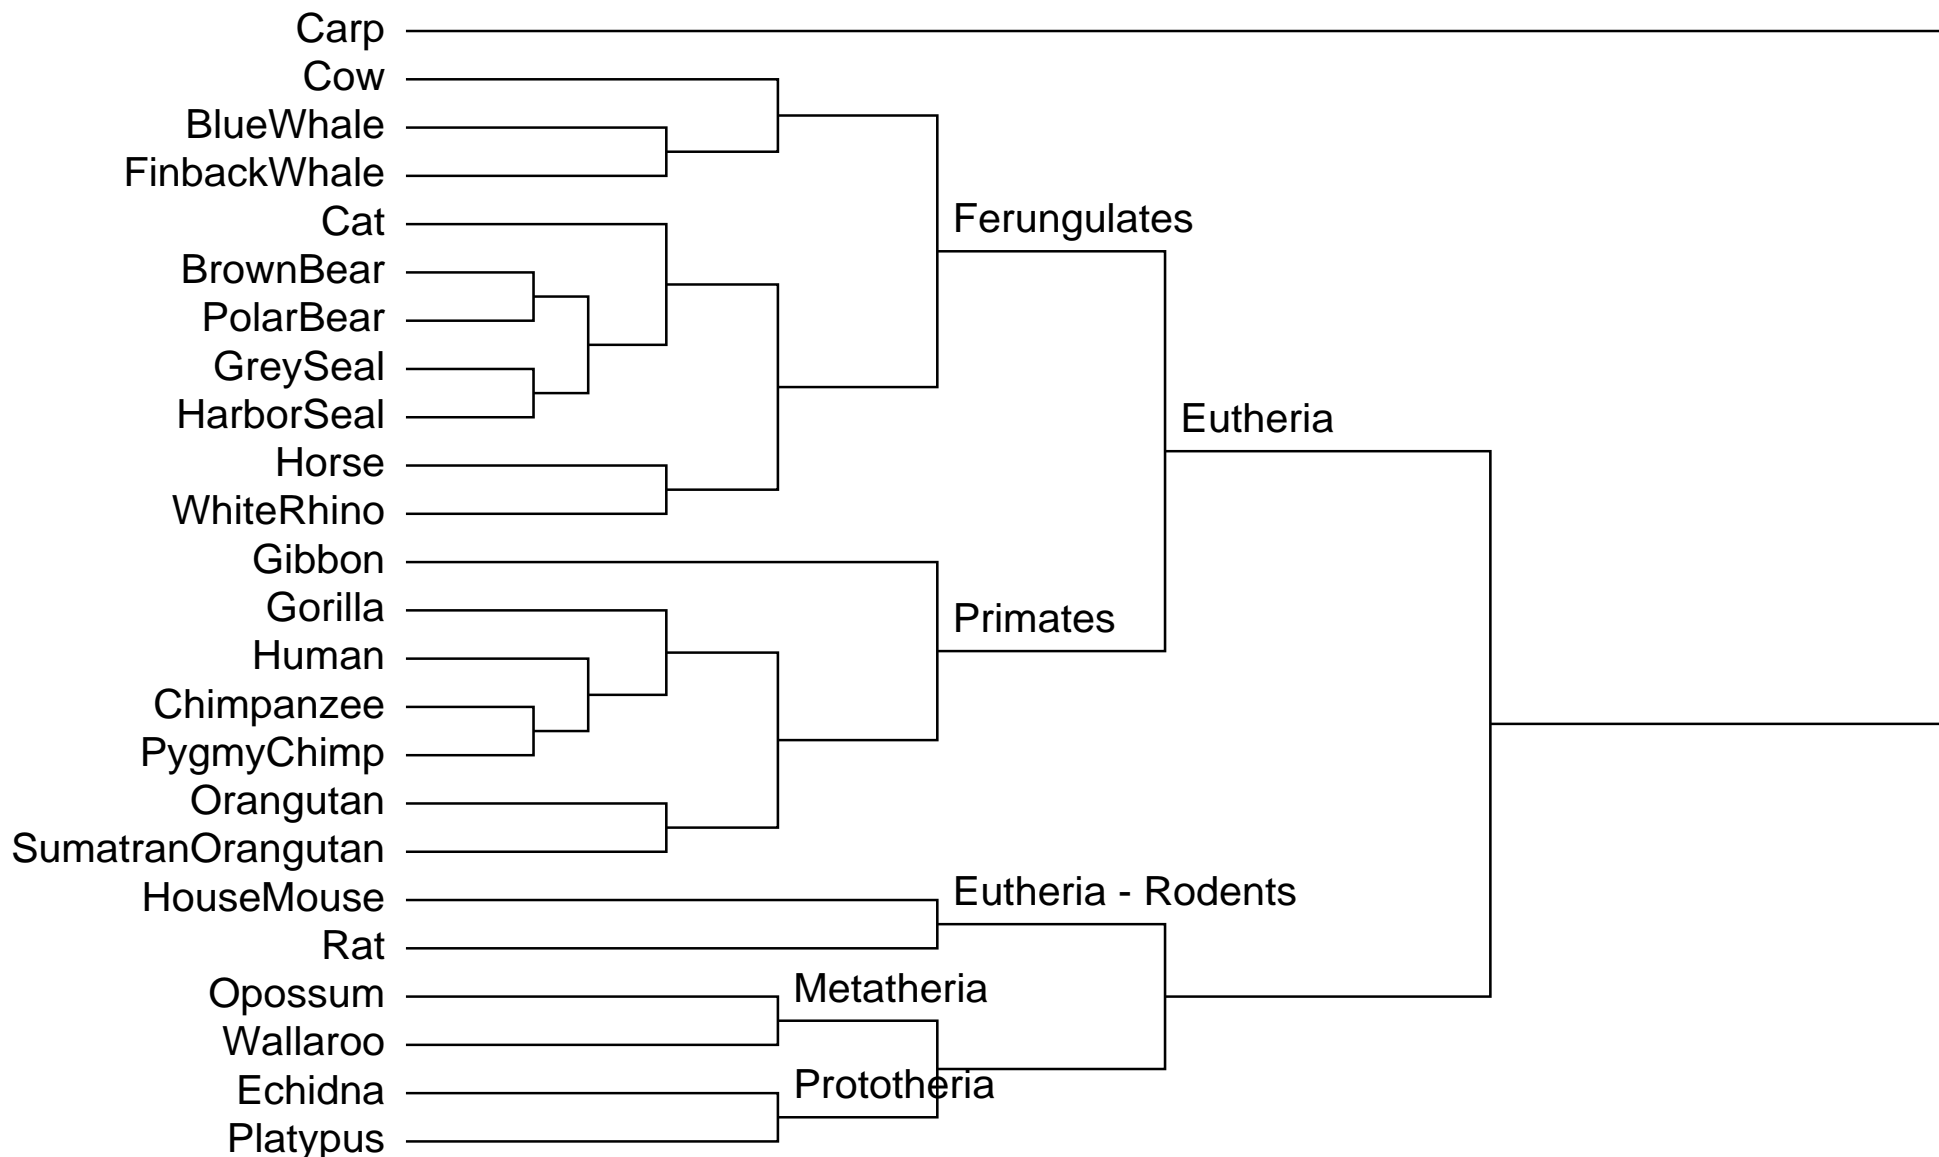 Carp
Cow
BlueWhale
FinbackWhale
Cat
Ferungulates
BrownBear
PolarBear
GreySeal
HarborSeal
Eutheria
Horse
WhiteRhino
Gibbon
Gorilla
Primates
Human
Chimpanzee
PygmyChimp
Orangutan
SumatranOrangutan
HouseMouse
Eutheria - Rodents
Rat
Opossum
Metatheria
Wallaroo
Echidna
Prototheria
Platypus